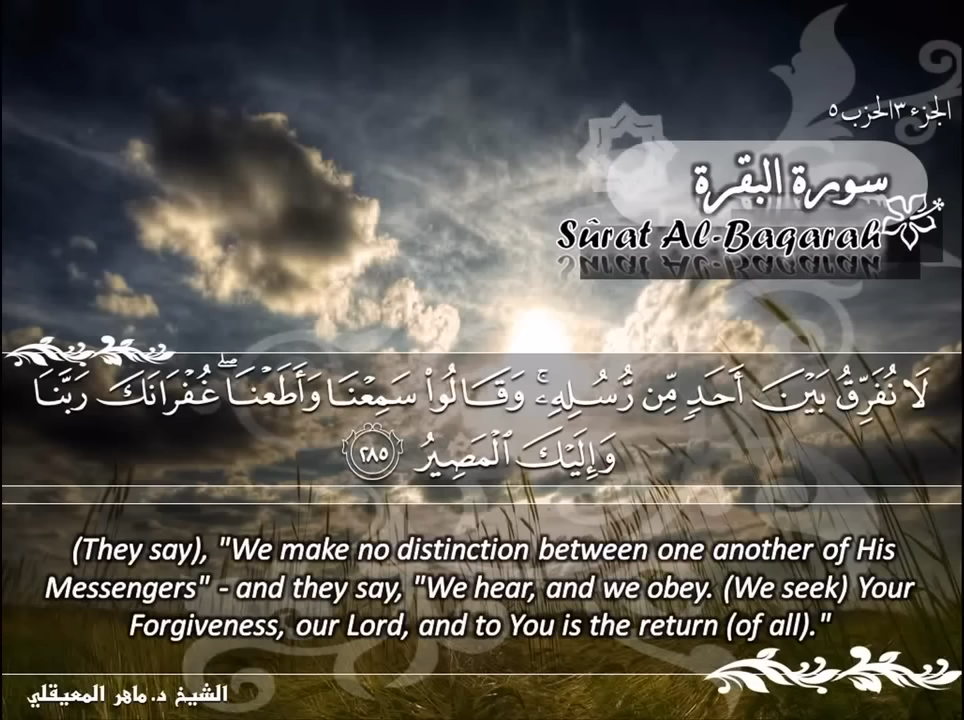 الجزء ٣ الحزب ٥
سورة البقرة
Sûrat Al-Baqarah
لَا نُفَرِّقُ بَيْنَ أَحَدٍ مِّن رُّسُلِهِۦ ۚ وَقَالُوا۟ سَمِعْنَا وَأَطَعْنَا ۖ غُفْرَانَكَ رَبَّنَا
وَإِلَيْكَ ٱلْمَصِيرُ ٢٨٥
(They say), "We make no distinction between one another of His
Messengers" - and they say, "We hear, and we obey. (We seek) Your
Forgiveness, our Lord, and to You is the return (of all)."
الشيخ د. ماهر المعيقلي